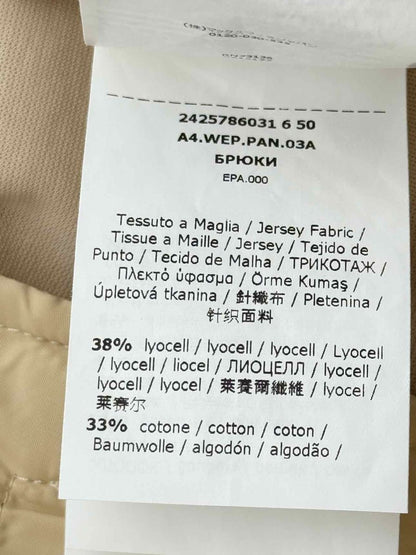 2425786031 6 50
A4.WEP.PAN.03A
БРЮКИ
EPA.000
Tessuto a Maglia / Jersey Fabric /
Tissue a Maille / Jersey / Tejido de
Punto / Tecido de Malha / ТРИКОТАЖ /
Πλεκτό ύφασμα / Örme Kumaş /
Úpletová tkanina / 針織布 / Pletenina /
针织面料
38% lyocell / lyocell / lyocell / Lyocell
/ lyocell / liocel / ЛИОЦЕЛЛ / lyocell /
lyocell / lyocel / 萊賽爾纖維 / lyocel /
莱赛尔
33% cotone / cotton / coton /
Baumwolle / algodón / algodão /